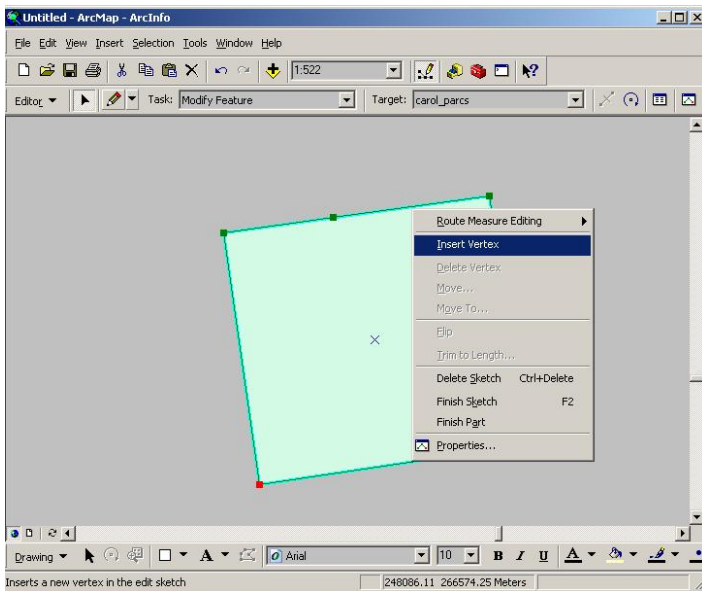 Untitled - ArcMap - ArcInfo
File Edit View Insert Selection Tools Window Help
1:522
Editor Task: Modify Feature Target: carol_parcs
Route Measure Editing
Insert Vertex
Delete Vertex
Move...
Move To...
Flip
Trim to Length...
Delete Sketch Ctrl+Delete
Finish Sketch F2
Finish Part
Properties...
Drawing A Arial 10 B I U A
Inserts a new vertex in the edit sketch 248086.11 266574.25 Meters